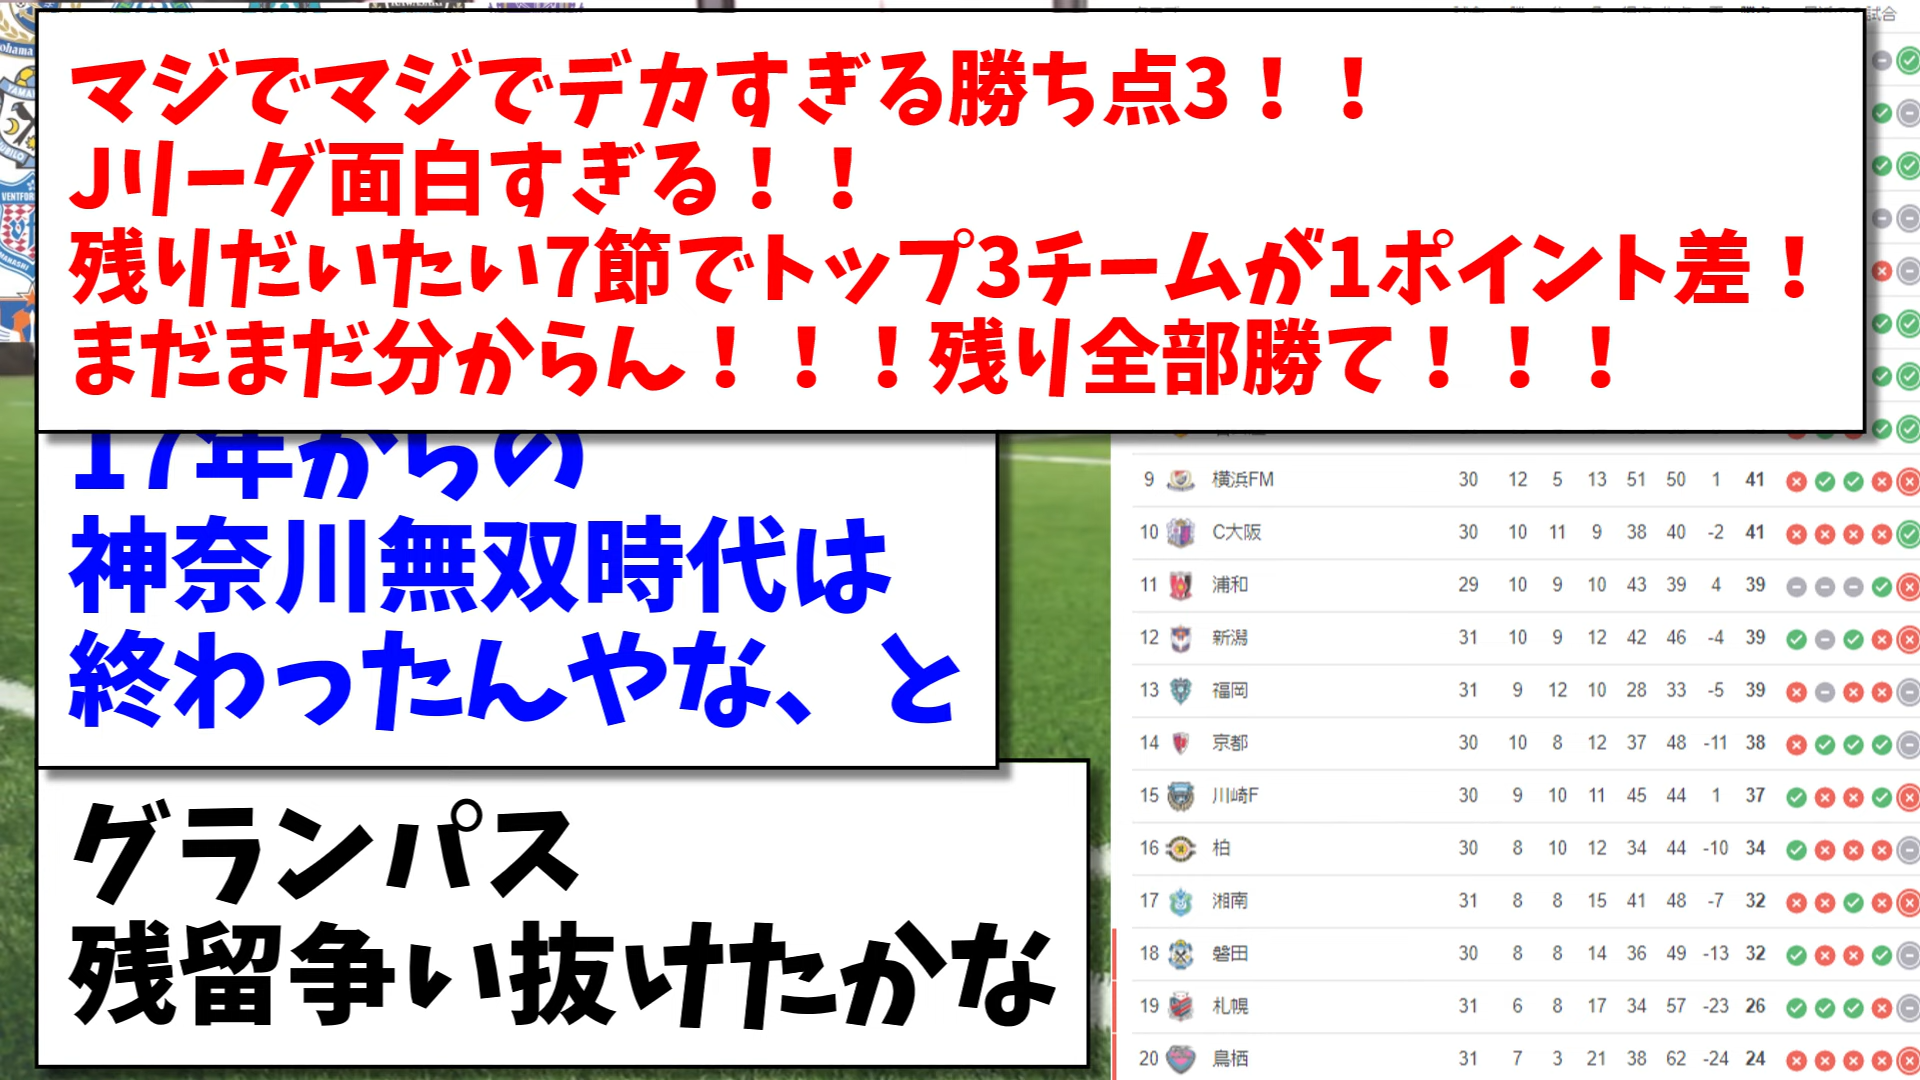 マジでマジでデカすぎる勝ち点3！！
Jリーグ面白すぎる！！
残りだいたい7節でトップ3チームが1ポイント差！
まだまだ分からん！！！残り全部勝て！！！
17年からの
神奈川無双時代は
終わったんやな、と
グランパス
残留争い抜けたかな
試合
9 横浜FM 30 12 5 13 51 50 1 41
10 C大阪 30 10 11 9 38 40 -2 41
11 浦和 29 10 9 10 43 39 4 39
12 新潟 31 10 9 12 42 46 -4 39
13 福岡 31 9 12 10 28 33 -5 39
14 京都 30 10 8 12 37 48 -11 38
15 川崎F 30 9 10 11 45 44 1 37
16 柏 30 8 10 12 34 44 -10 34
17 湘南 31 8 8 15 41 48 -7 32
18 磐田 30 8 8 14 36 49 -13 32
19 札幌 31 6 8 17 34 57 -23 26
20 鳥栖 31 7 3 21 38 62 -24 24